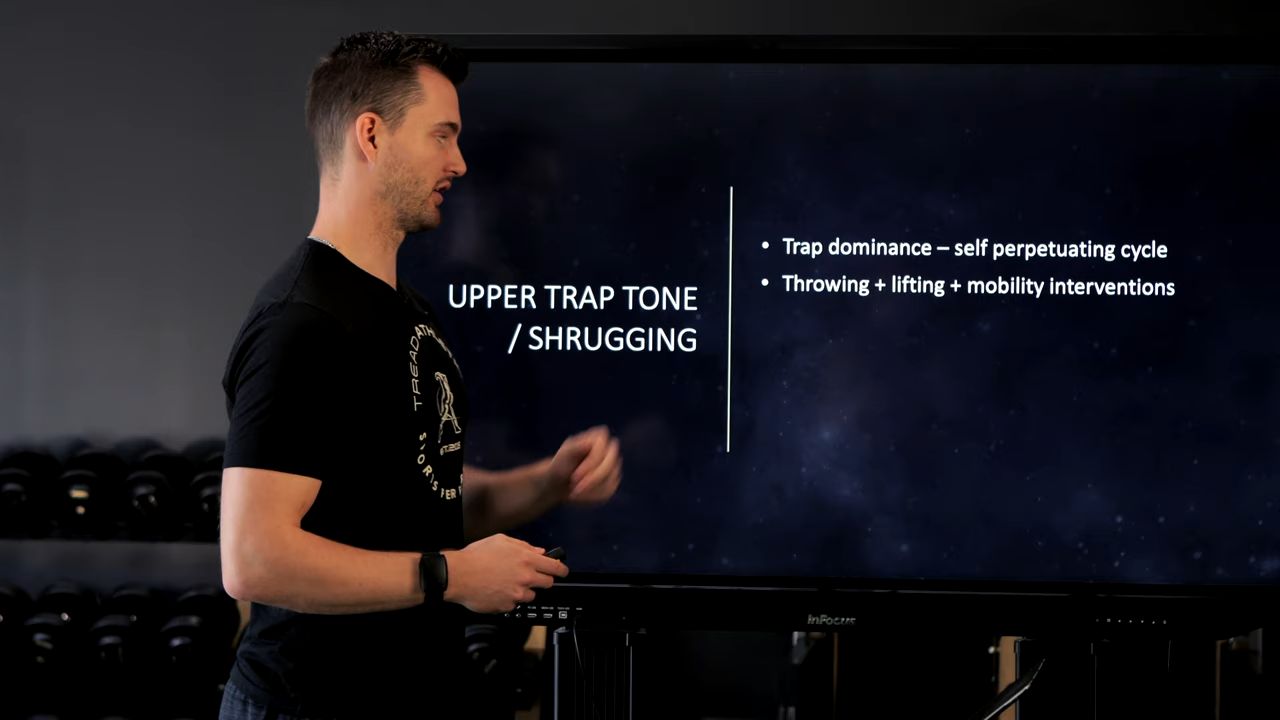 UPPER TRAP TONE
/ SHRUGGING
• Trap dominance – self perpetuating cycle
• Throwing + lifting + mobility interventions
InFocus